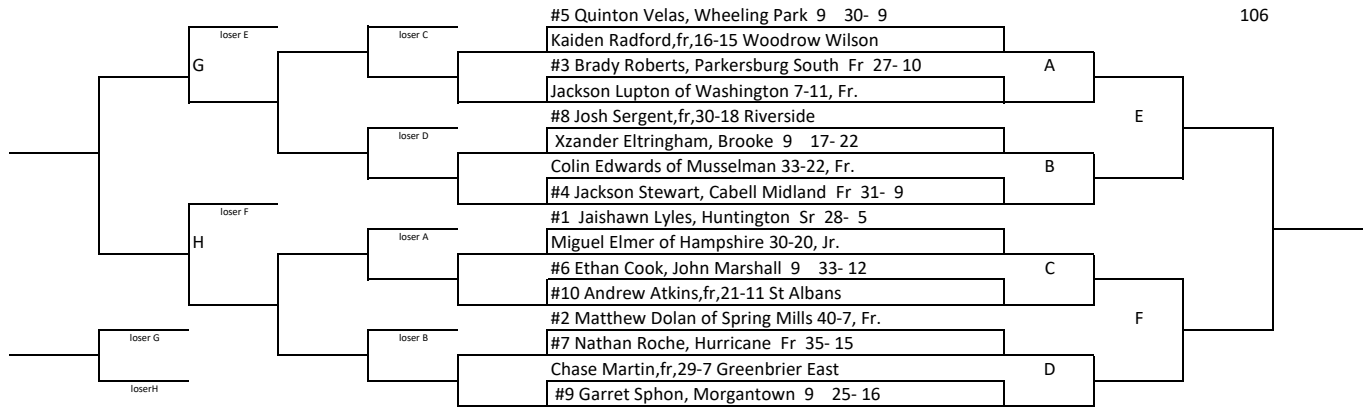 #5 Quinton Velas, Wheeling Park 9 30- 9
106
loser E
loser C
Kaiden Radford,fr,16-15 Woodrow Wilson
G
#3 Brady Roberts, Parkersburg South Fr 27- 10
A
Jackson Lupton of Washington 7-11, Fr.
#8 Josh Sergent,fr,30-18 Riverside
E
loser D
Xzander Eltringham, Brooke 9 17- 22
Colin Edwards of Musselman 33-22, Fr.
B
#4 Jackson Stewart, Cabell Midland Fr 31- 9
loser F
#1 Jaishawn Lyles, Huntington Sr 28- 5
H
loser A
Miguel Elmer of Hampshire 30-20, Jr.
#6 Ethan Cook, John Marshall 9 33- 12
C
#10 Andrew Atkins,fr,21-11 St Albans
#2 Matthew Dolan of Spring Mills 40-7, Fr.
F
loser G
loser B
#7 Nathan Roche, Hurricane Fr 35- 15
Chase Martin,fr,29-7 Greenbrier East
D
loserH
#9 Garret Sphon, Morgantown 9 25- 16